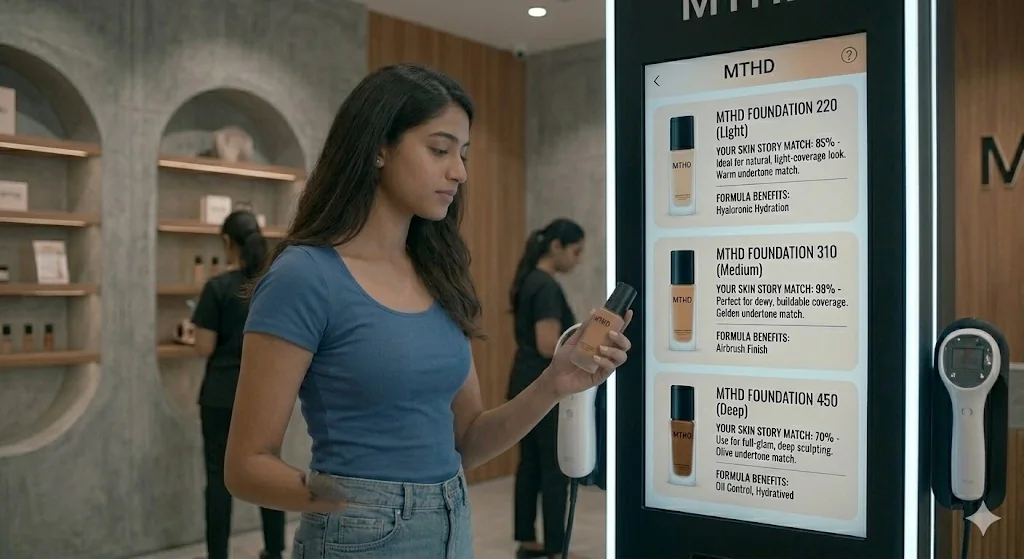 MTHD
MTHD
MTHD FOUNDATION 220
(Light)
YOUR SKIN STORY MATCH: 85% -
Ideal for natural, light-coverage look.
Warm undertone match.
FORMULA BENEFITS:
Hyaluronic Hydration
MTHD
MTHD FOUNDATION 310
(Medium)
YOUR SKIN STORY MATCH: 98% -
Perfect for dewy, buildable coverage.
Gelden undertone match.
FORMULA BENEFITS:
Airbrush Finish
MTHD
MTHD FOUNDATION 450
(Deep)
YOUR SKIN STORY MATCH: 70% -
Use for full-glam, deep sculpting.
Olive undertone match.
FORMULA BENEFITS:
Oll Control, Hydratived
MTHD
M